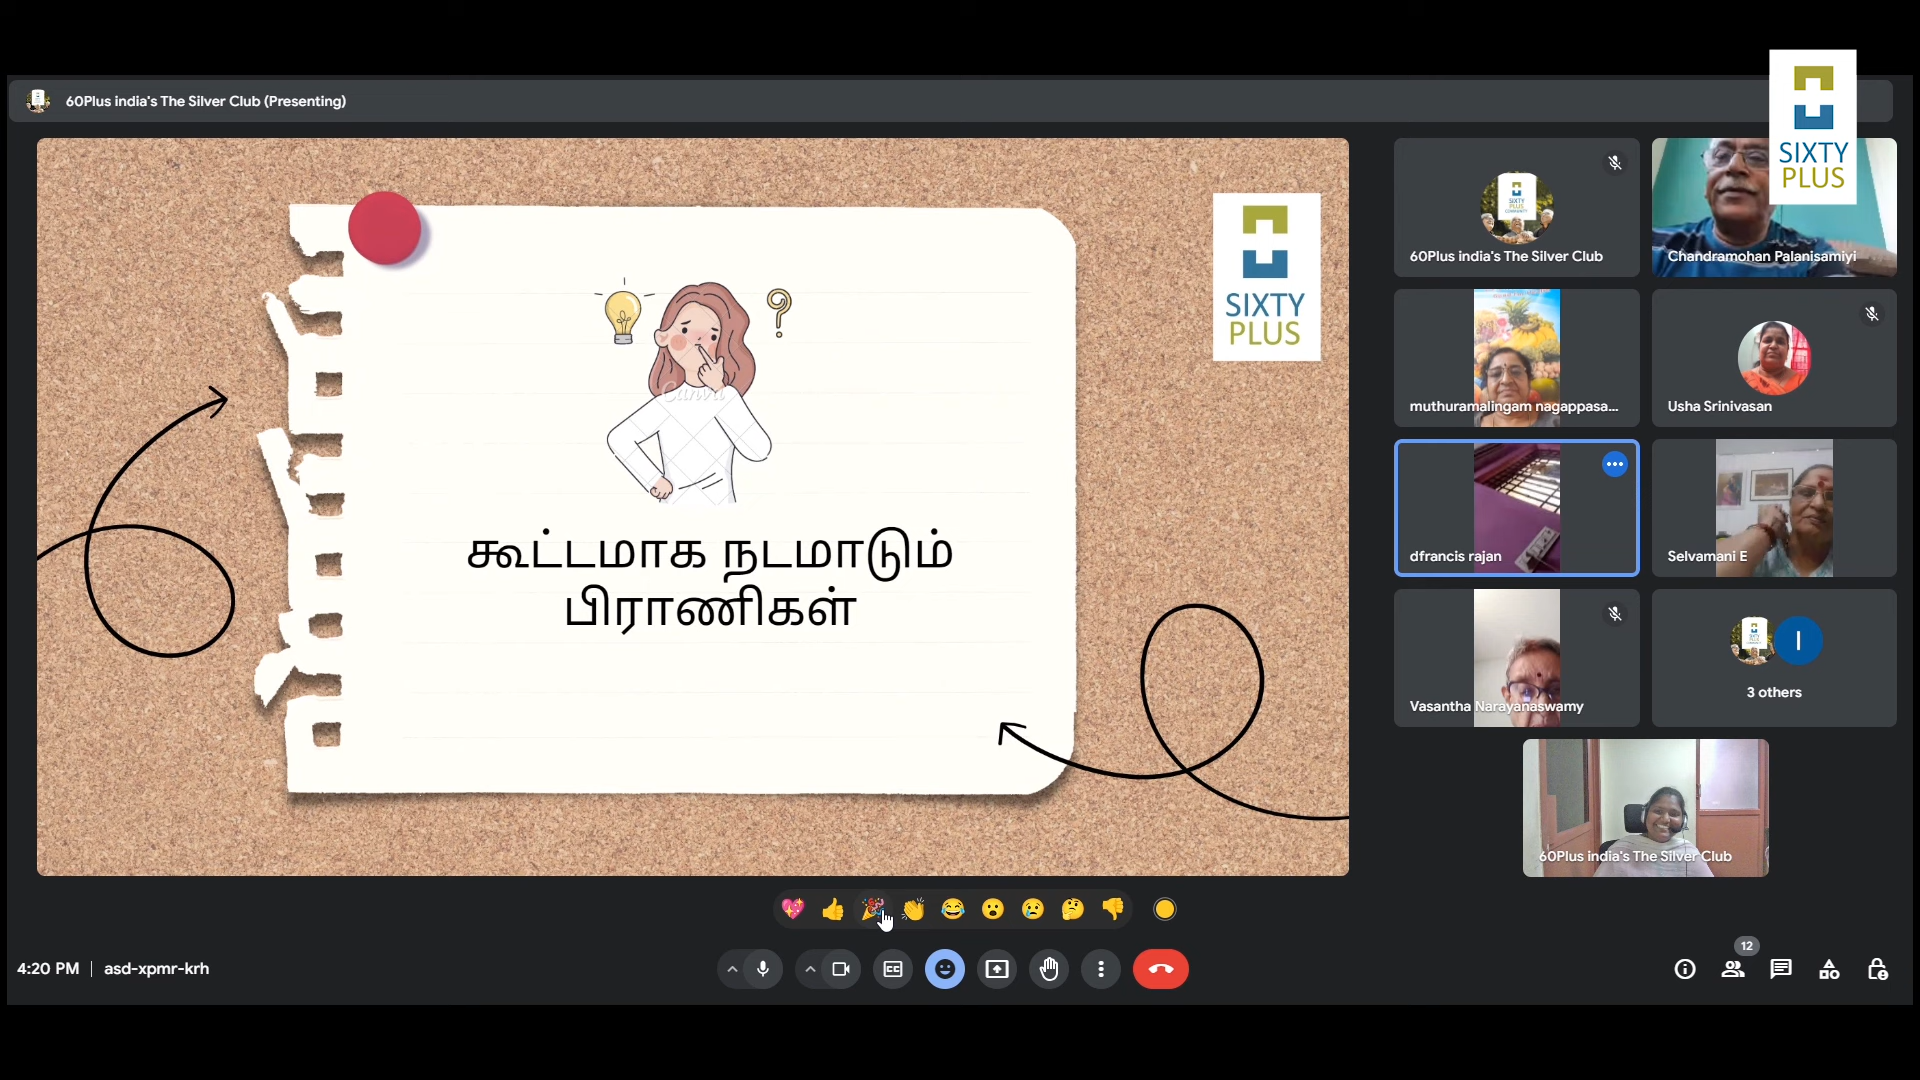 60Plus india's The Silver Club (Presenting)
SIXTY
PLUS
SIXTY
PLUS
?
Canva
கூட்டமாக நடமாடும்
பிராணிகள்
60Plus india's The Silver Club
Chandramohan Palanisamiyi
muthuramalingam nagappasa...
Usha Srinivasan
dfrancis rajan
Selvamani E
Vasantha Narayanaswamy
I
3 others
60Plus india's The Silver Club
4:20 PM | asd-xpmr-krh
CC
12